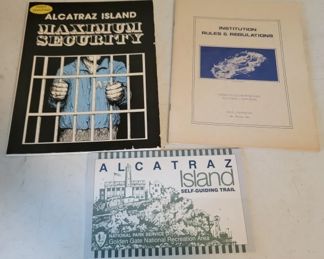 ALCATRAZ ISLAND
MAXIMUM
SECURITY
INSTITUTION
RULES & REGULATIONS
ALCATRAZ
Island
SELF-GUIDING TRAIL
NATIONAL PARK SERVICE
Golden Gate National Recreation Area